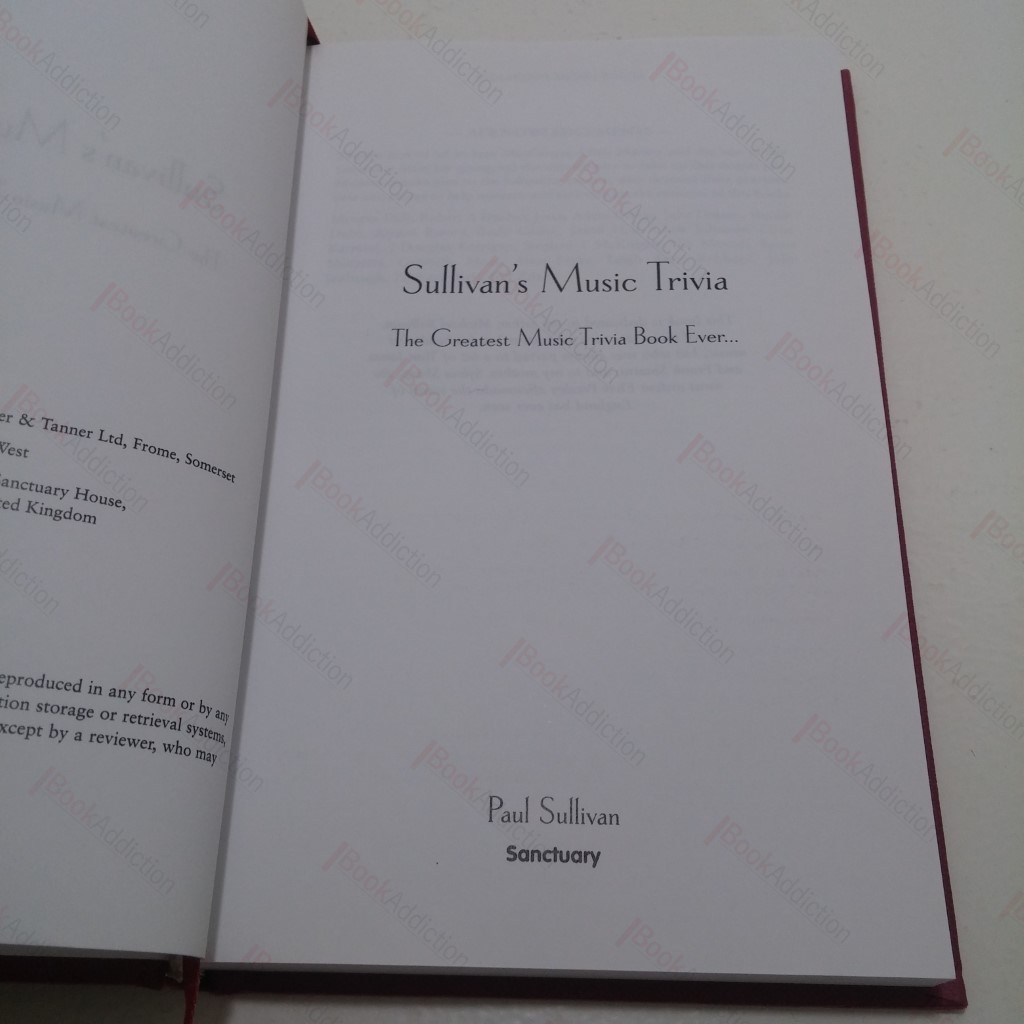 er & Tanner Ltd, Frome, Somerset
West
Sanctuary House,
ted Kingdom
eproduced in any form or by any
tion storage or retrieval systems,
xcept by a reviewer, who may
Sullivan's Music Trivia
The Greatest Music Trivia Book Ever...
Paul Sullivan
Sanctuary
BookAddiction